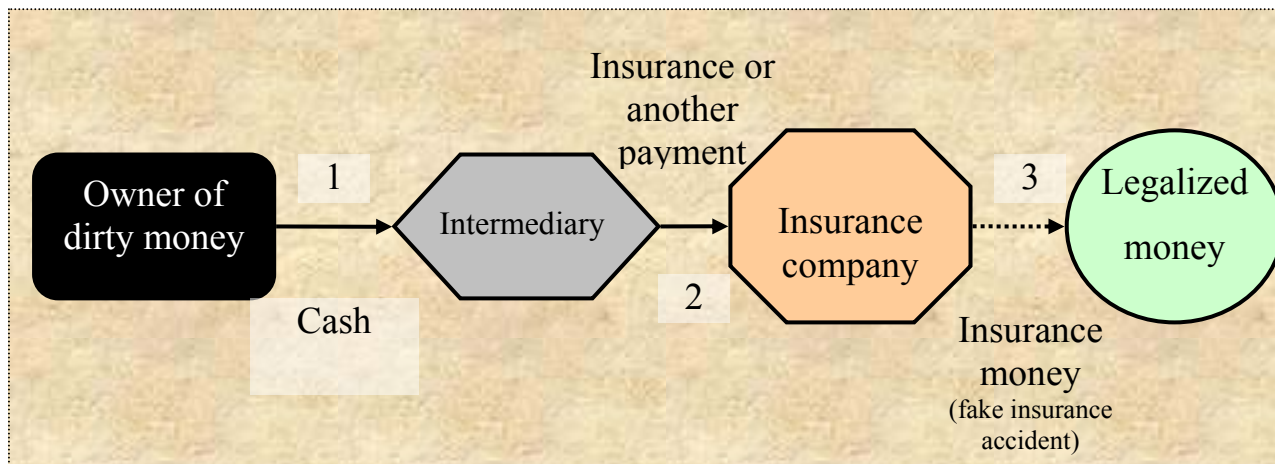 Owner of
dirty money
1
Cash
Intermediary
Insurance or
another
payment
2
Insurance
company
3
Insurance
money
(fake insurance
accident)
Legalized
money